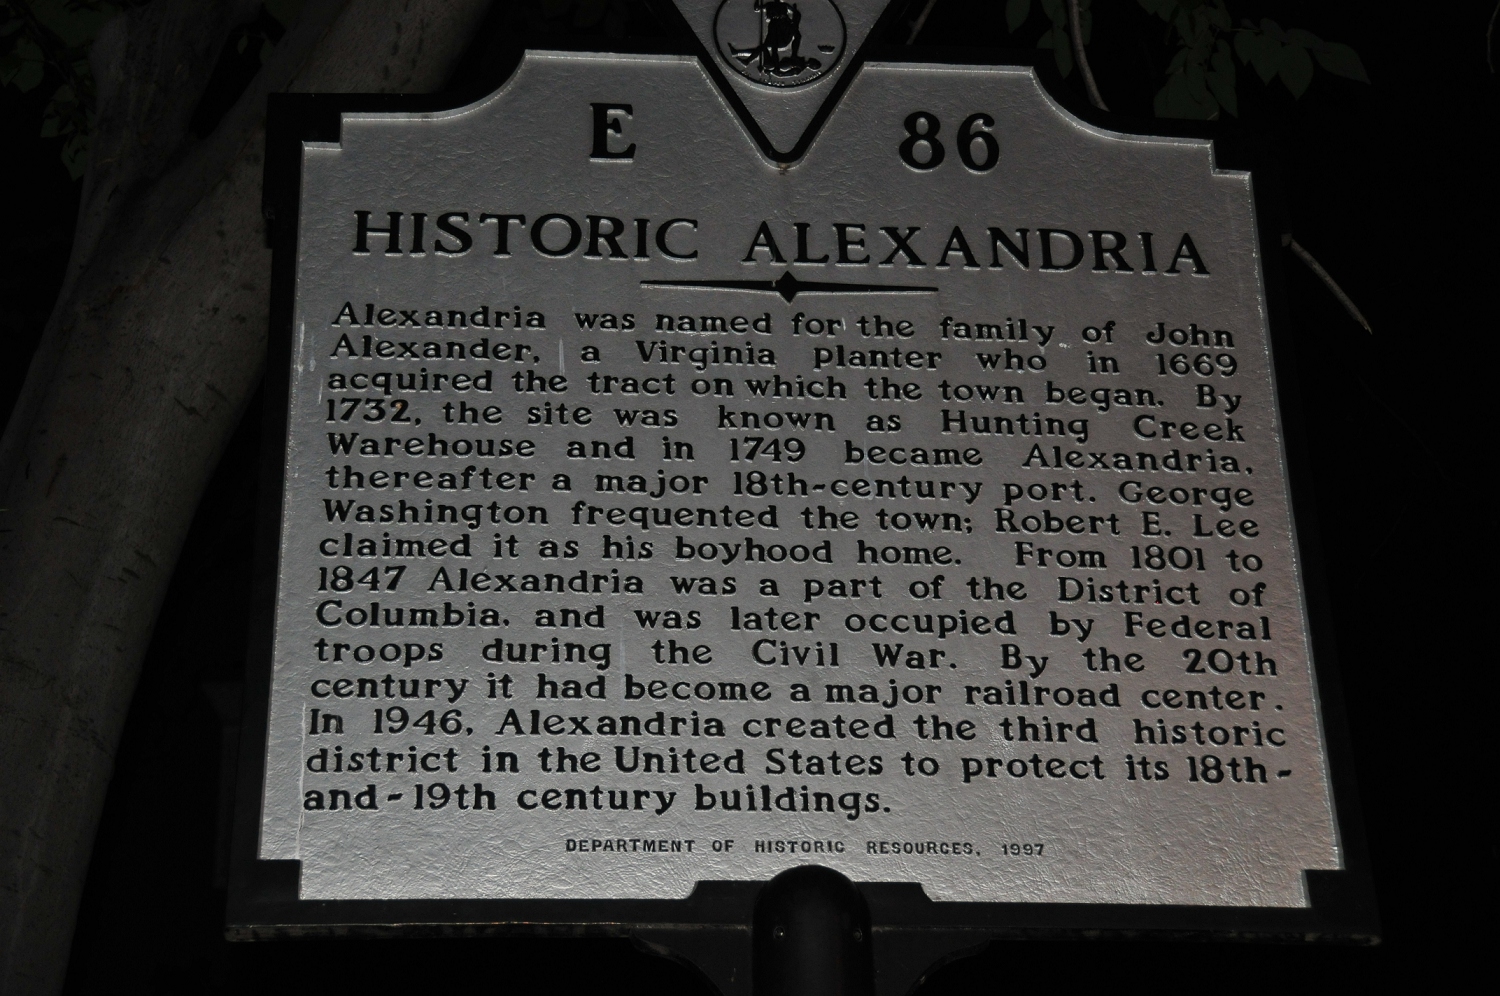 E 86
HISTORIC ALEXANDRIA
Alexandria was named for the family of John
Alexander, a Virginia planter who in 1669
acquired the tract on which the town began. By
1732, the site was known as Hunting Creek
Warehouse and in 1749 became Alexandria,
thereafter a major 18th-century port. George
Washington frequented the town; Robert E. Lee
claimed it as his boyhood home. From 1801 to
1847 Alexandria was a part of the District of
Columbia, and was later occupied by Federal
troops during the Civil War. By the 20th
century it had become a major railroad center.
In 1946, Alexandria created the third historic
district in the United States to protect its 18th-
and-19th century buildings.
DEPARTMENT OF HISTORIC RESOURCES, 1997